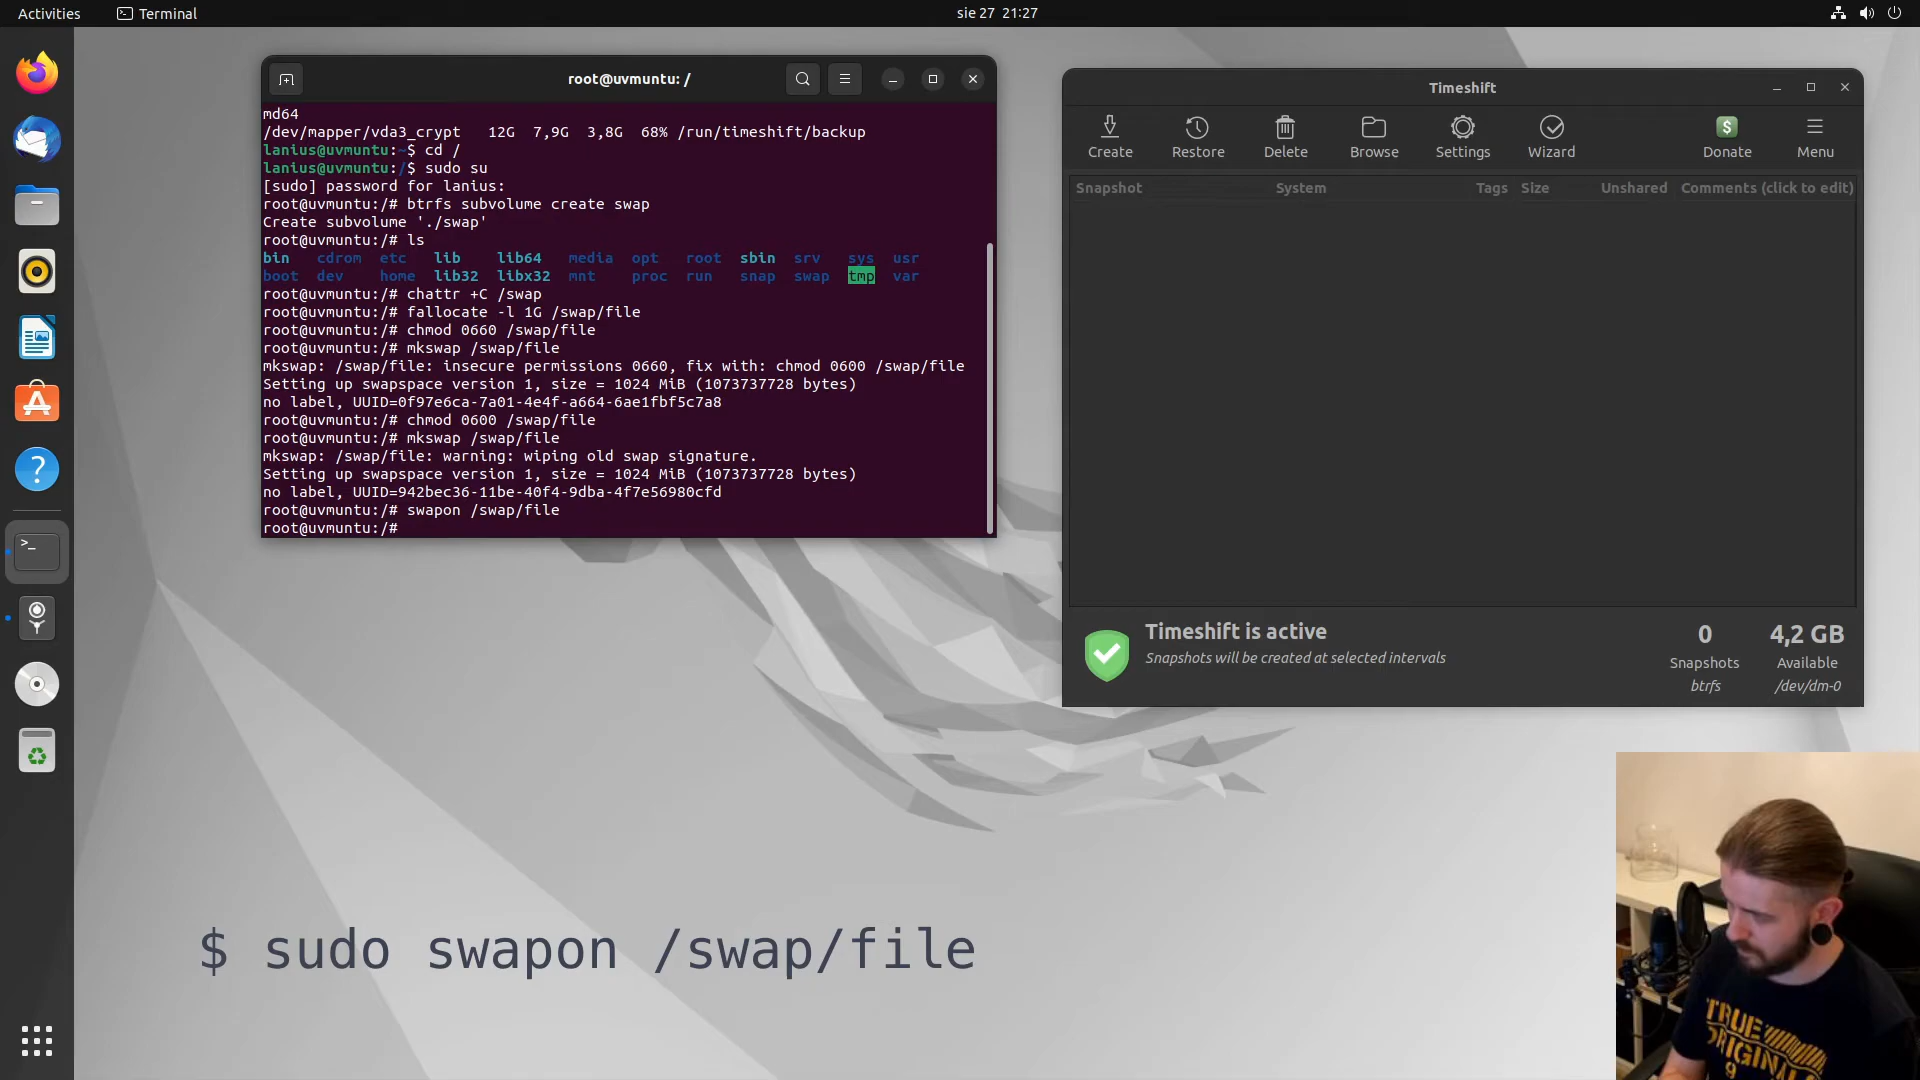 Activities
Terminal
sie 27 21:27
root@uvmuntu: /
md64
/dev/mapper/vda3_crypt 12G 7,9G 3,8G 68% /run/timeshift/backup
lanius@uvmuntu:~$ cd /
lanius@uvmuntu:/$ sudo su
[sudo] password for lanius:
root@uvmuntu:/# btrfs subvolume create swap
Create subvolume './swap'
root@uvmuntu:/# ls
bin cdrom etc lib lib64 media opt root sbin srv sys usr
boot dev home lib32 libx32 mnt proc run snap swap tmp var
root@uvmuntu:/# chattr +C /swap
root@uvmuntu:/# fallocate -l 1G /swap/file
root@uvmuntu:/# chmod 0660 /swap/file
root@uvmuntu:/# mkswap /swap/file
mkswap: /swap/file: insecure permissions 0660, fix with: chmod 0600 /swap/file
Setting up swapspace version 1, size = 1024 MiB (1073737728 bytes)
no label, UUID=0f97e6ca-7a01-4e4f-a664-6ae1fbf5c7a8
root@uvmuntu:/# chmod 0600 /swap/file
root@uvmuntu:/# mkswap /swap/file
mkswap: /swap/file: warning: wiping old swap signature.
Setting up swapspace version 1, size = 1024 MiB (1073737728 bytes)
no label, UUID=942bec36-11be-40f4-9dba-4f7e56980cfd
root@uvmuntu:/# swapon /swap/file
root@uvmuntu:/#
Timeshift
Create Restore Delete Browse Settings Wizard Donate Menu
Snapshot System Tags Size Unshared Comments (click to edit)
Timeshift is active
Snapshots will be created at selected intervals
0
Snapshots
btrfs
4,2 GB
Available
/dev/dm-0
$ sudo swapon /swap/file
TRUE
ORIGINALS
9